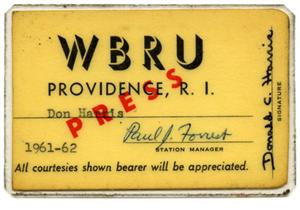 WBRU
PROVIDENCE, R. I.
Don Harris
PRESS
Paul J. Forrest
1961-62
STATION MANAGER
All courtesies shown bearer will be appreciated.
Donald C. Harris
SIGNATURE